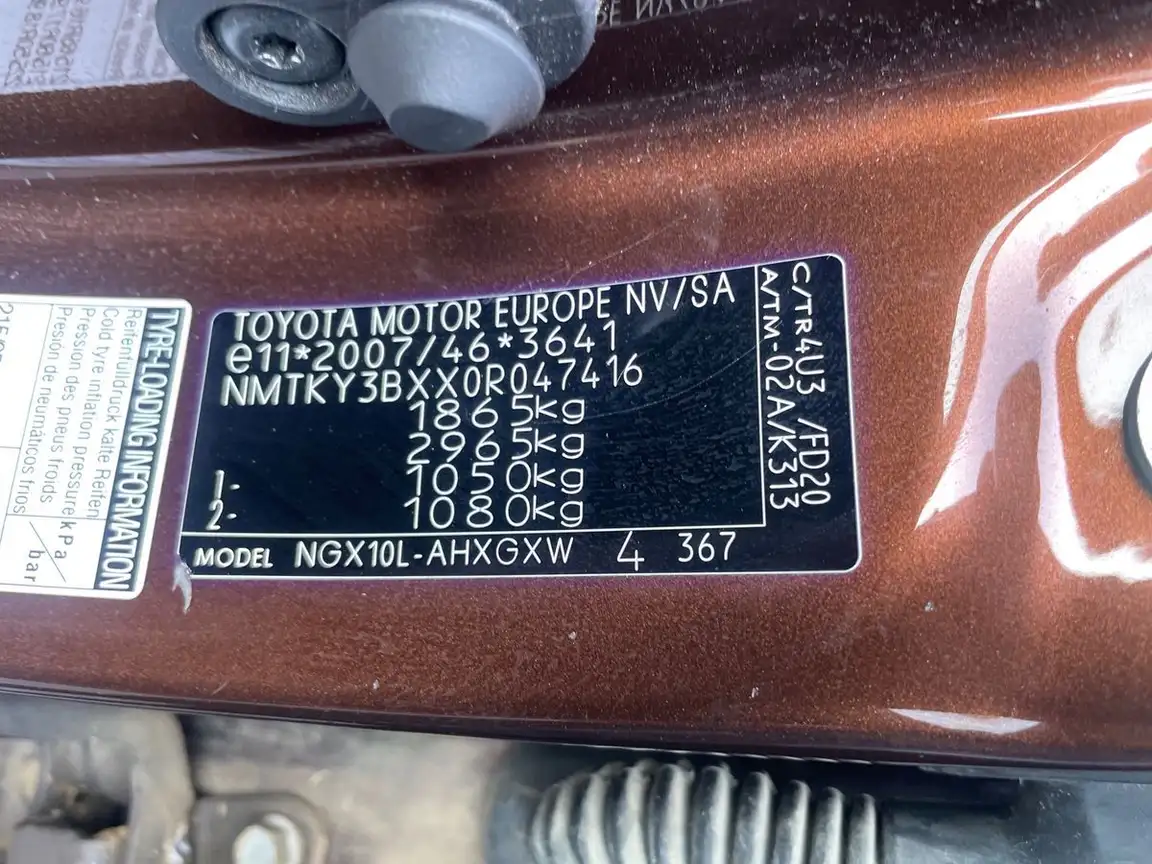 TOYOTA MOTOR EUROPE NV/SA
e11*2007/46*3641
NMTKY3BXX0R047416
1865kg
2965kg
1- 1050kg
2- 1080kg
MODEL NGX10L-AHXGXW 4 367
C/TR4U3 /FD20
A/TM-02A/K313
TYRE-LOADING INFORMATION
Reifenfülldruck kalte Reifen
Cold tyre inflation pressure
Pression des pneus froids
Presión de neumáticos fríos
kPa/
/bar